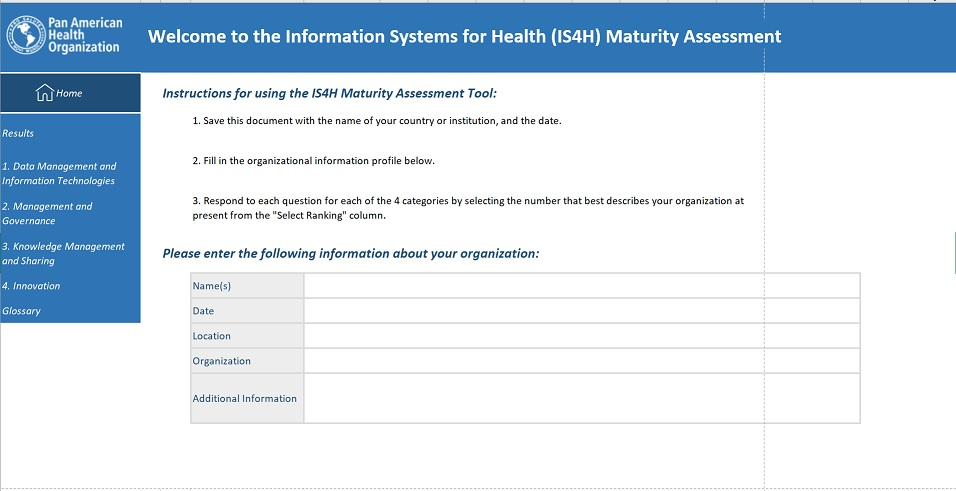 Pan American
Health
Organization
Welcome to the Information Systems for Health (IS4H) Maturity Assessment
Home
Results
1. Data Management and
Information Technologies
2. Management and
Governance
3. Knowledge Management
and Sharing
4. Innovation
Glossary
Instructions for using the IS4H Maturity Assessment Tool:
1. Save this document with the name of your country or institution, and the date.
2. Fill in the organizational information profile below.
3. Respond to each question for each of the 4 categories by selecting the number that best describes your organization at
present from the "Select Ranking" column.
Please enter the following information about your organization:
Name(s)
Date
Location
Organization
Additional Information